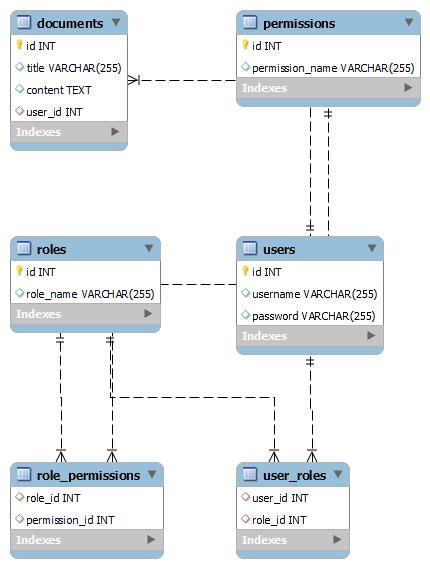 documents
id INT
title VARCHAR(255)
content TEXT
user_id INT
Indexes
permissions
id INT
permission_name VARCHAR(255)
Indexes
roles
id INT
role_name VARCHAR(255)
Indexes
users
id INT
username VARCHAR(255)
password VARCHAR(255)
Indexes
role_permissions
role_id INT
permission_id INT
Indexes
user_roles
user_id INT
role_id INT
Indexes